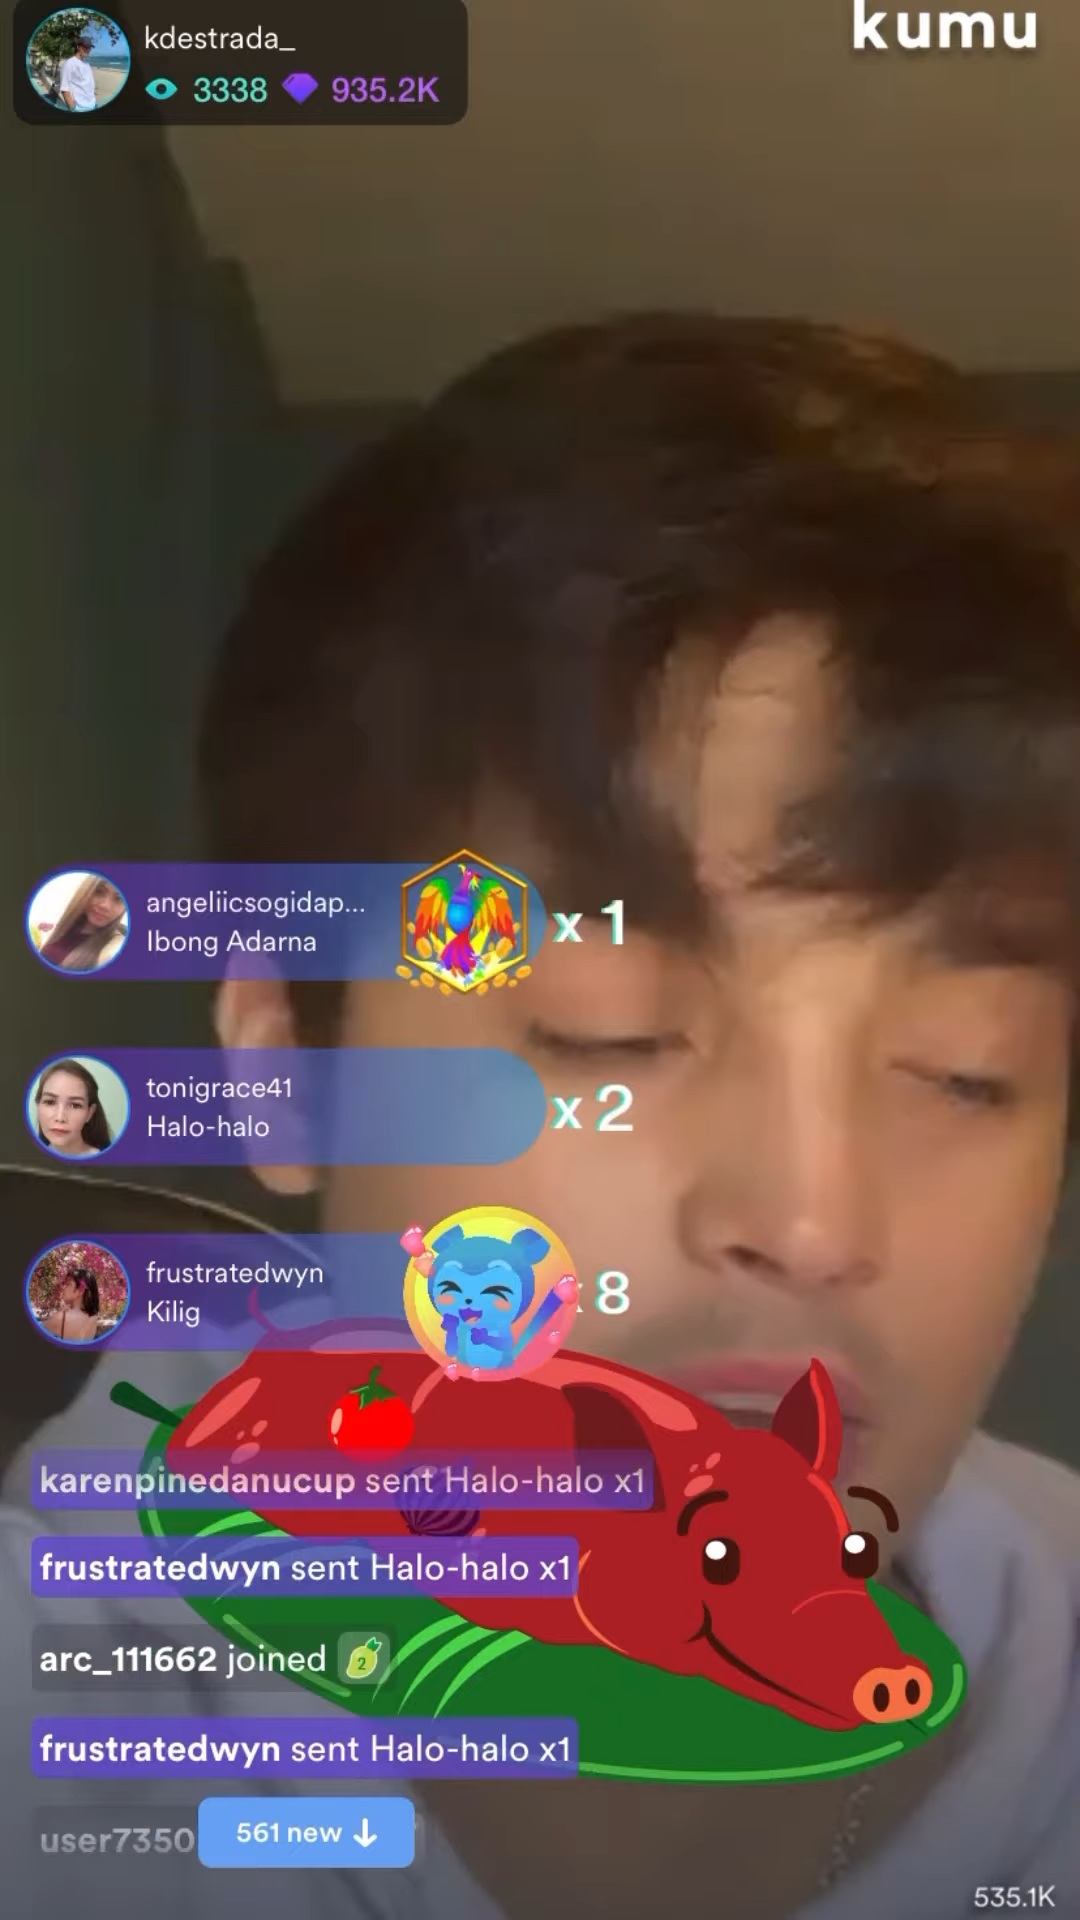 kdestrada_
kumu
3338 935.2K
angeliicsogidap...
Ibong Adarna
x 1
tonigrace41
Halo-halo
x 2
frustratedwyn
Kilig
8
karenpinedanucup sent Halo-halo x1
frustratedwyn sent Halo-halo x1
arc_111662 joined 2
frustratedwyn sent Halo-halo x1
user7350
561 new
535.1K